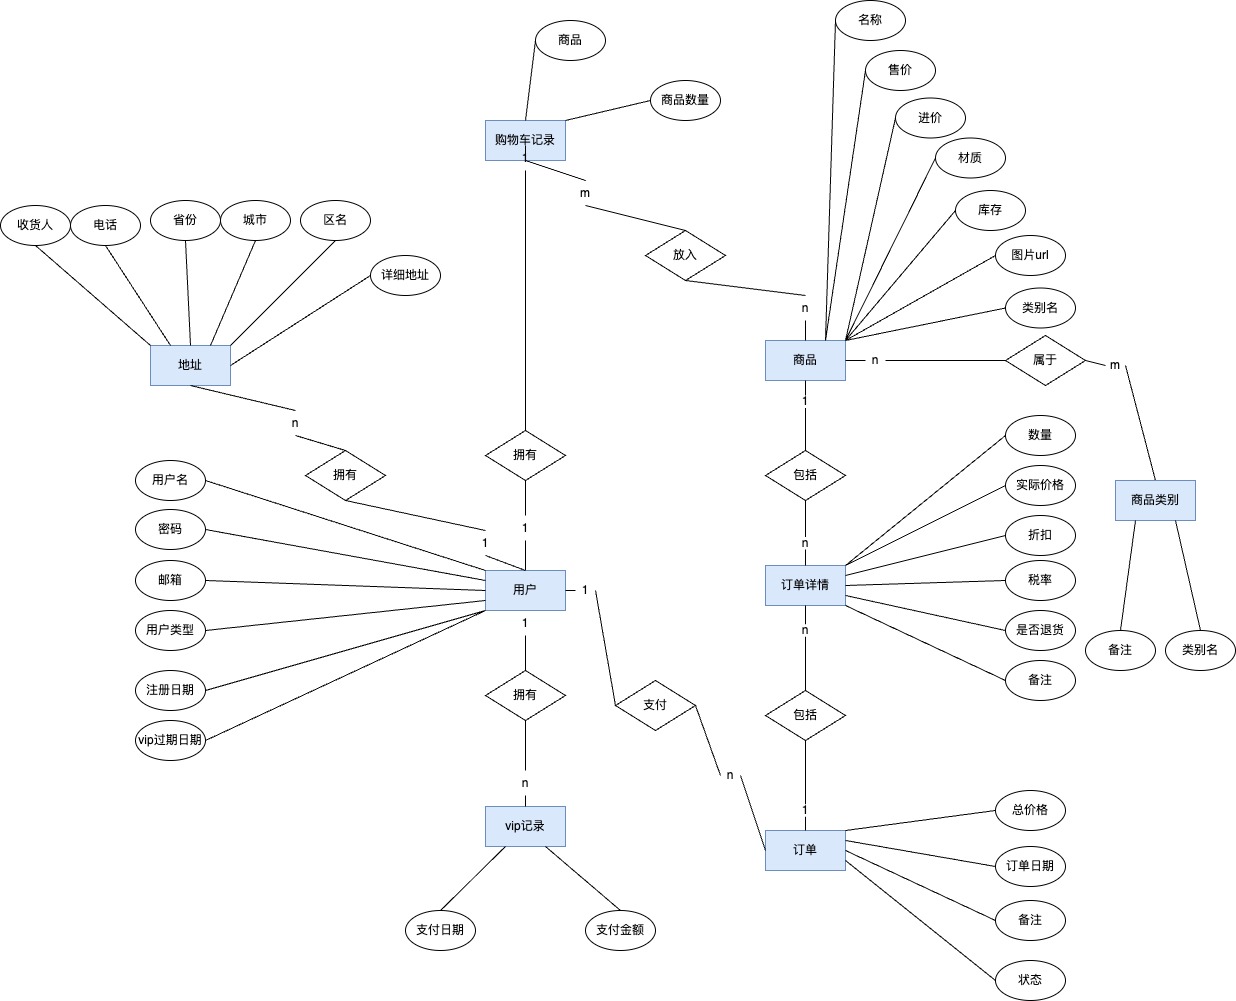 名称
商品
售价
商品数量
进价
购物车记录
1
材质
m
库存
收货人
电话
省份
城市
区名
放入
图片url
详细地址
n
类别名
地址
商品
n
属于
m
1
n
数量
拥有
拥有
包括
用户名
实际价格
商品类别
密码
1
折扣
1
n
邮箱
用户
1
订单详情
税率
用户类型
1
n
是否退货
备注
类别名
注册日期
拥有
支付
包括
备注
vip过期日期
n
n
1
总价格
vip记录
订单
订单日期
支付日期
支付金额
备注
状态